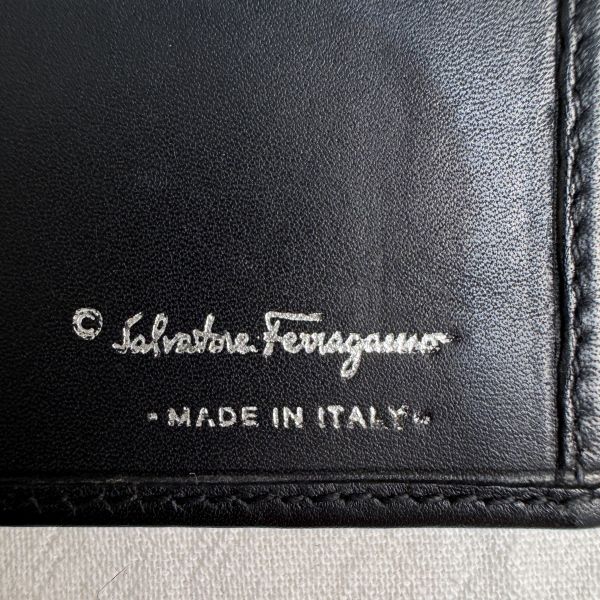 © Salvatore Ferragamo
- MADE IN ITALY -